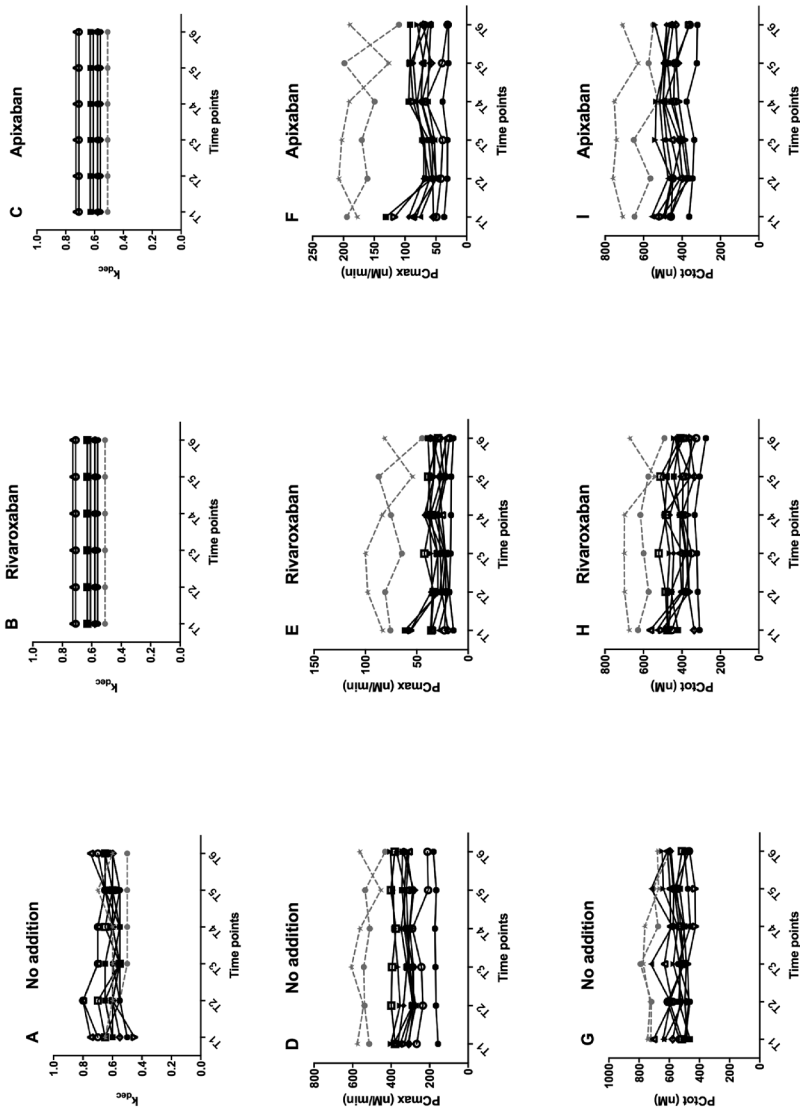 A
No addition
k_dec
1.0
0.8
0.6
0.4
0.2
0.0
T1 T2 T3 T4 T5 T6
Time points
B
Rivaroxaban
k_dec
1.0
0.8
0.6
0.4
0.2
0.0
T1 T2 T3 T4 T5 T6
Time points
C
Apixaban
k_dec
1.0
0.8
0.6
0.4
0.2
0.0
T1 T2 T3 T4 T5 T6
Time points
D
No addition
PCmax (nM/min)
800
600
400
200
0
T1 T2 T3 T4 T5 T6
Time points
E
Rivaroxaban
PCmax (nM/min)
150
100
50
0
T1 T2 T3 T4 T5 T6
Time points
F
Apixaban
PCmax (nM/min)
250
200
150
100
50
0
T1 T2 T3 T4 T5 T6
Time points
G
No addition
PCtot (nM)
1000
800
600
400
200
0
T1 T2 T3 T4 T5 T6
Time points
H
Rivaroxaban
PCtot (nM)
800
600
400
200
0
T1 T2 T3 T4 T5 T6
Time points
I
Apixaban
PCtot (nM)
800
600
400
200
0
T1 T2 T3 T4 T5 T6
Time points